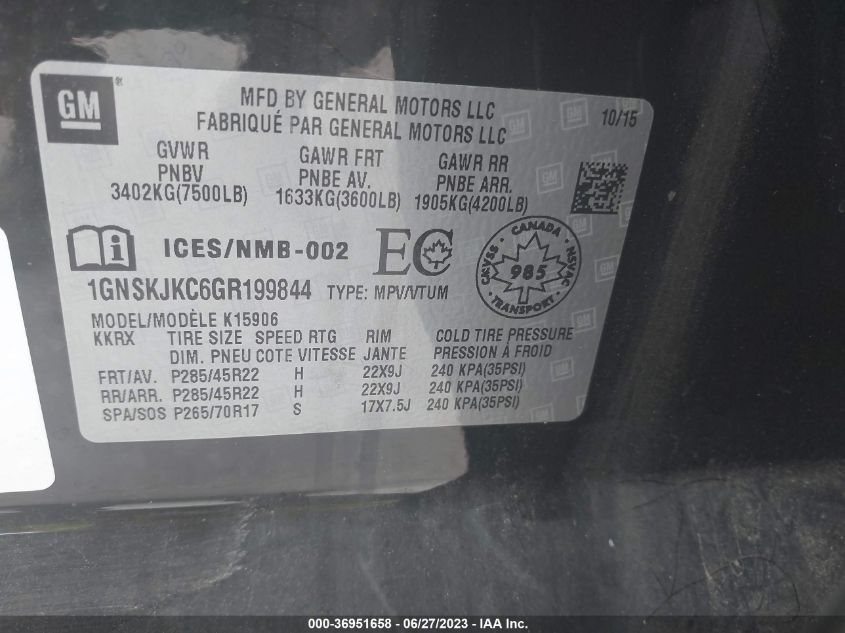 GM ®
MFD BY GENERAL MOTORS LLC
FABRIQUÉ PAR GENERAL MOTORS LLC
10/15
GVWR GAWR FRT GAWR RR
PNBV PNBE AV. PNBE ARR.
3402KG(7500LB) 1633KG(3600LB) 1905KG(4200LB)
i ICES/NMB-002 EC
CANADA
CMVSS 985 NSVAC
TRANSPORT
1GNSKJKC6GR199844 TYPE: MPV/VTUM
MODEL/MODÈLE K15906
KKRX TIRE SIZE SPEED RTG RIM COLD TIRE PRESSURE
DIM. PNEU COTE VITESSE JANTE PRESSION À FROID
FRT/AV. P285/45R22 H 22X9J 240 KPA(35PSI)
RR/ARR. P285/45R22 H 22X9J 240 KPA(35PSI)
SPA/SOS P265/70R17 S 17X7.5J 240 KPA(35PSI)
000-36951658 - 06/27/2023 - IAA Inc.